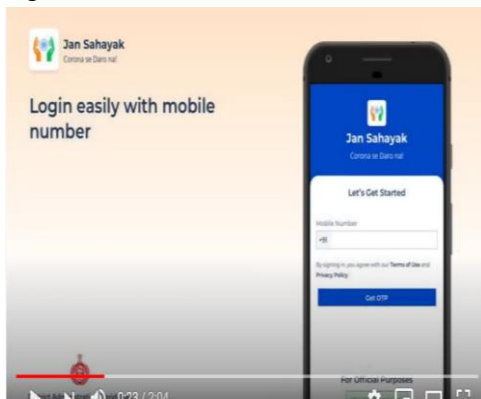 Jan Sahayak
Corona se Daro na!
Login easily with mobile
number
Jan Sahayak
Corona se Daro na!
Let's Get Started
Mobile Number
+91
By signing in you agree with our Terms of Use and
Privacy Policy
Get OTP
For Official Purposes
0:23 / 2:04